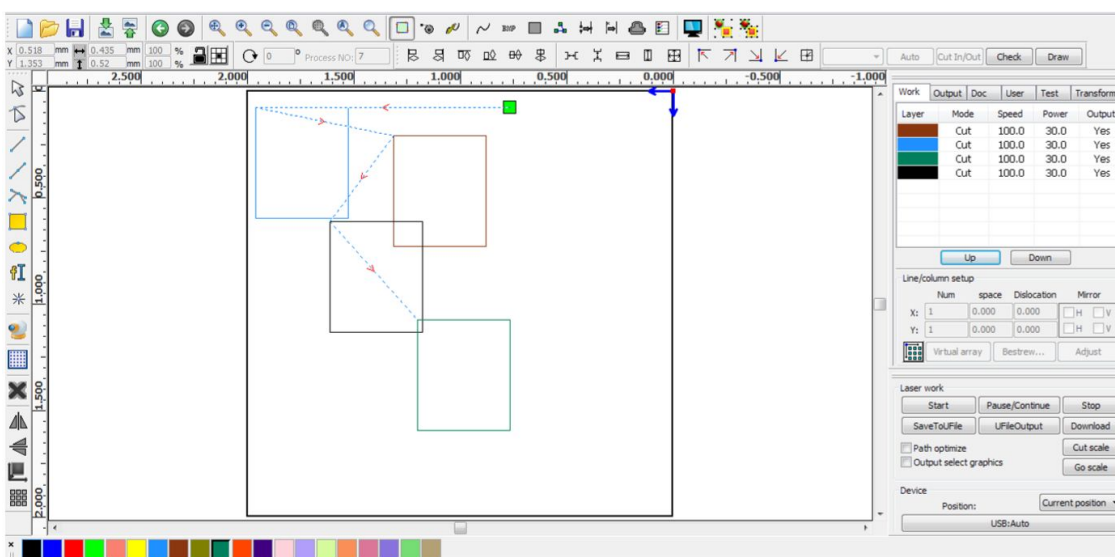 BMP
X 0.518 mm 0.435 mm 100 % 0 ° Process NO: 7 Auto Cut In/Out Check Draw
Y 1.353 mm 0.52 mm 100 %
2.500 2.000 1.500 1.000 0.500 0.000 -0.500 -1.000
0.500
1.000
1.500
2.000
Work Output Doc User Test Transform
Layer Mode Speed Power Output
Cut 100.0 30.0 Yes
Cut 100.0 30.0 Yes
Cut 100.0 30.0 Yes
Cut 100.0 30.0 Yes
Up Down
Line/column setup
Num space Dislocation Mirror
X: 1 0.000 0.000 H V
Y: 1 0.000 0.000 H V
Virtual array Bestrew... Adjust
Laser work
Start Pause/Continue Stop
SaveToUFile UFileOutput Download
Path optimize Cut scale
Output select graphics Go scale
Device
Position: Current position
USB:Auto